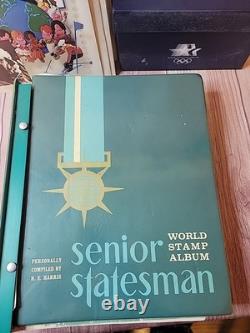 WORLD
STAMP
ALBUM
PERSONALLY
COMPILED BY
H. E. HARRIS
senior
statesman